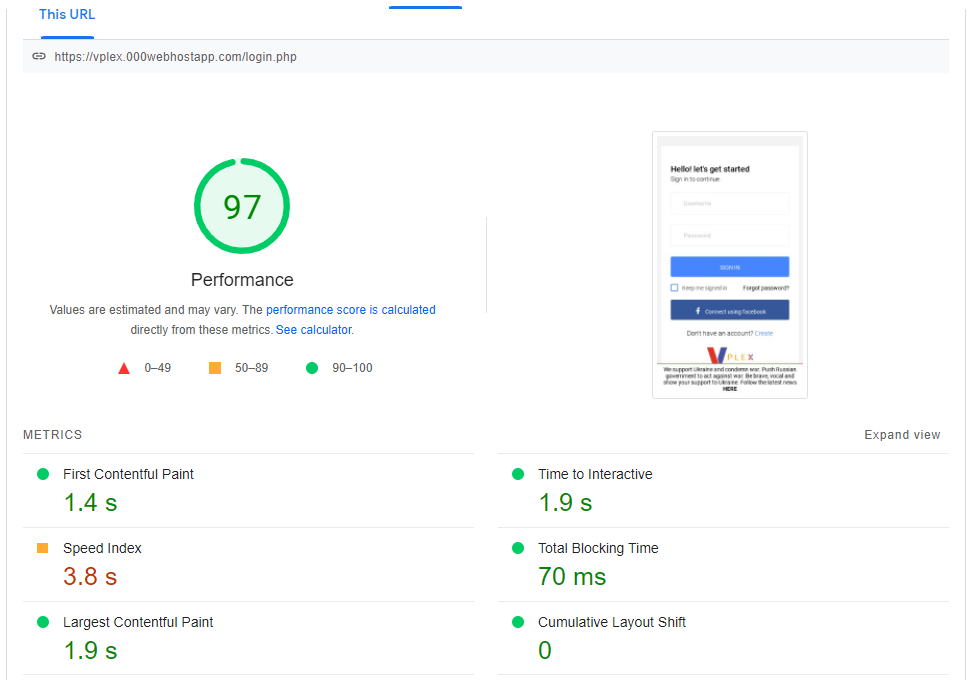 This URL
https://vplex.000webhostapp.com/login.php
97
Performance
Values are estimated and may vary. The performance score is calculated
directly from these metrics. See calculator.
0–49
50–89
90–100
Hello! let's get started
Sign in to continue.
Username
Password
SIGN IN
Keep me signed in
Forgot password?
Connect using facebook
Don't have an account? Create
VPLEX
We support Ukraine and condemn war. Push Russian
government to act against war. Be brave, vocal and
show your support to Ukraine. Follow the latest news
HERE
METRICS
Expand view
First Contentful Paint
1.4 s
Time to Interactive
1.9 s
Speed Index
3.8 s
Total Blocking Time
70 ms
Largest Contentful Paint
1.9 s
Cumulative Layout Shift
0